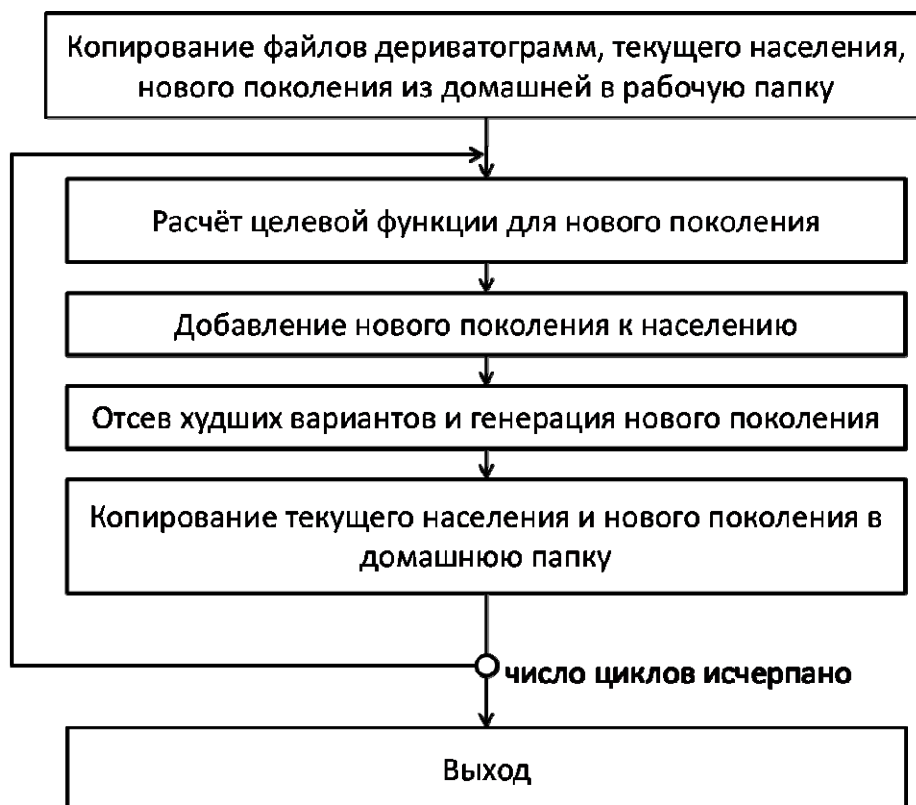 Копирование файлов дериватограмм, текущего населения,
нового поколения из домашней в рабочую папку
Расчёт целевой функции для нового поколения
Добавление нового поколения к населению
Отсев худших вариантов и генерация нового поколения
Копирование текущего населения и нового поколения в
домашнюю папку
число циклов исчерпано
Выход